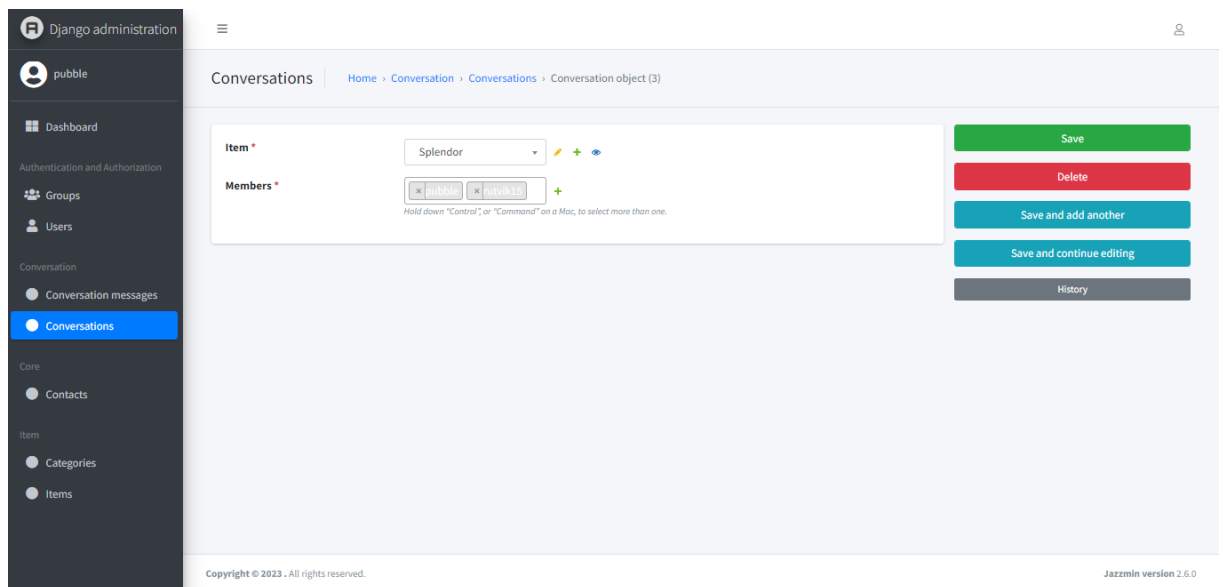 Django administration
pubble
Dashboard
Authentication and Authorization
Groups
Users
Conversation
Conversation messages
Conversations
Core
Contacts
Item
Categories
Items
Conversations
Home › Conversation › Conversations › Conversation object (3)
Item *
Splendor
Members *
× pubble × rutvik15
Hold down “Control”, or “Command” on a Mac, to select more than one.
Save
Delete
Save and add another
Save and continue editing
History
Copyright © 2023 . All rights reserved.
Jazzmin version 2.6.0